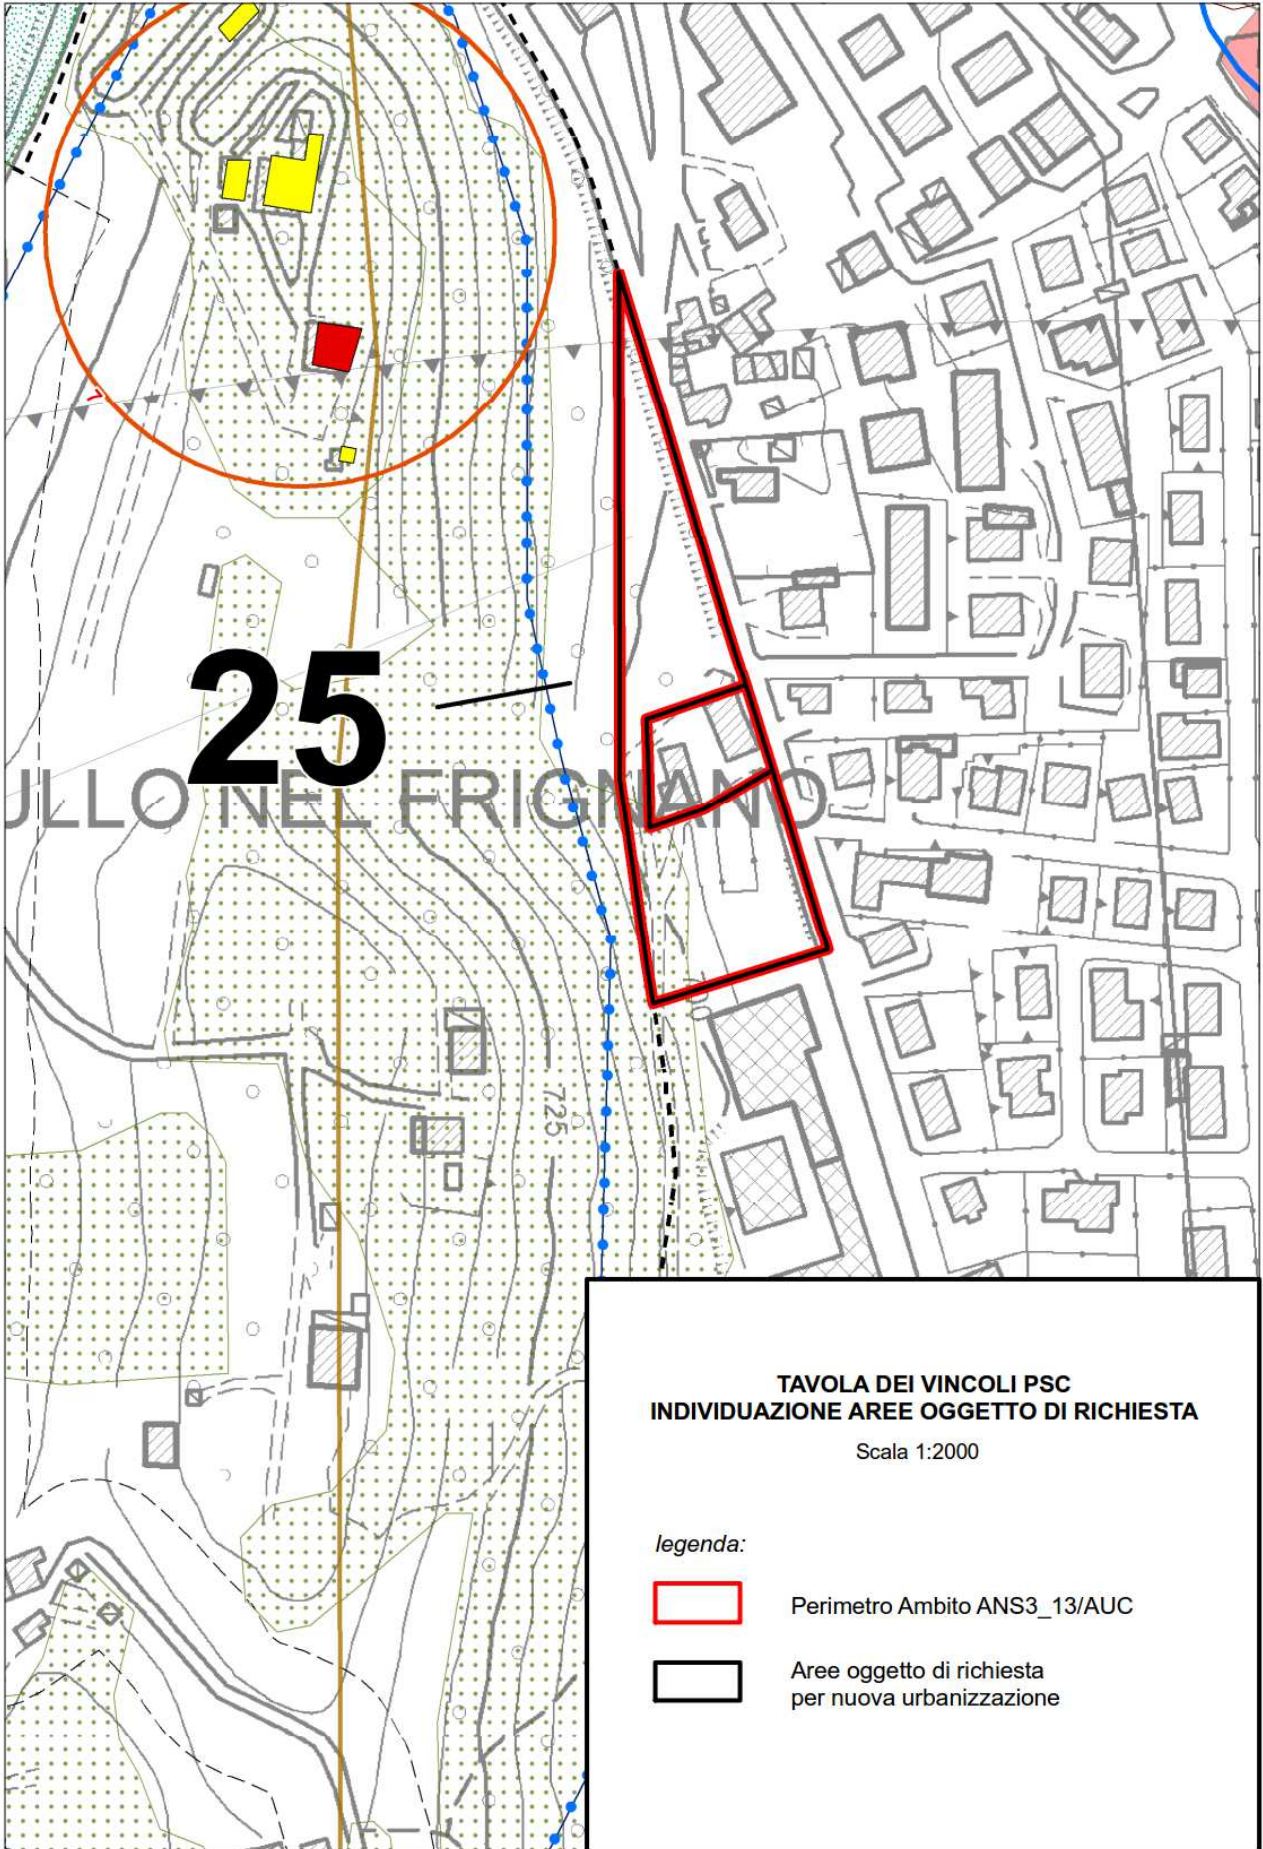 25
ULLO NEL FRIGNANO
700
725
TAVOLA DEI VINCOLI PSC
INDIVIDUAZIONE AREE OGGETTO DI RICHIESTA
Scala 1:2000
legenda:
Perimetro Ambito ANS3_13/AUC
Aree oggetto di richiesta
per nuova urbanizzazione